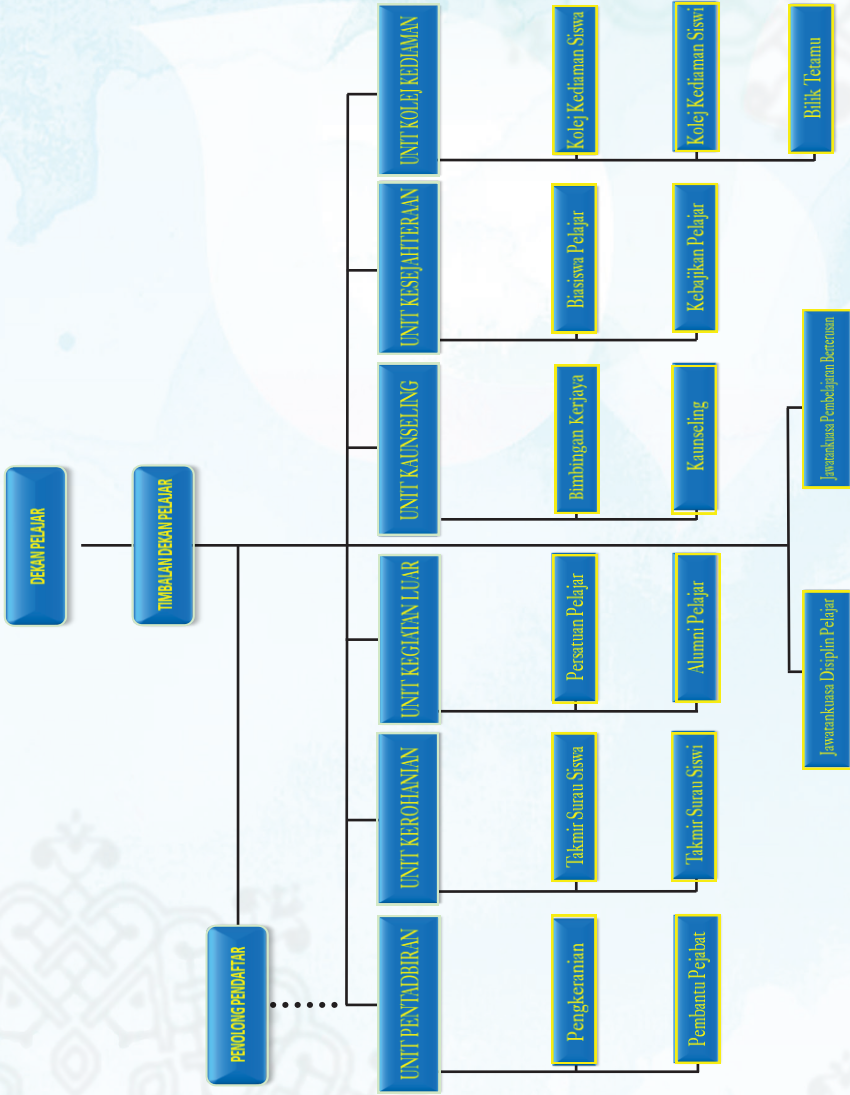 DEKAN PELAJAR
TIMBALAN DEKAN PELAJAR
PENOLONG PENDAFTAR
UNIT PENTADBIRAN
Pengkeranian
Pembantu Pejabat
UNIT KEROHANIAN
Takmir Surau Siswa
Takmir Surau Siswi
UNIT KEGIATAN LUAR
Persatuan Pelajar
Alumni Pelajar
UNIT KAUNSELING
Bimbingan Kerjaya
Kaunseling
UNIT KESEJAHTERAAN
Biasiswa Pelajar
Kebajikan Pelajar
UNIT KOLEJ KEDIAMAN
Kolej Kediaman Siswa
Kolej Kediaman Siswi
Bilik Tetamu
Jawatankuasa Disiplin Pelajar
Jawatankuasa Pembelajaran Berterusan